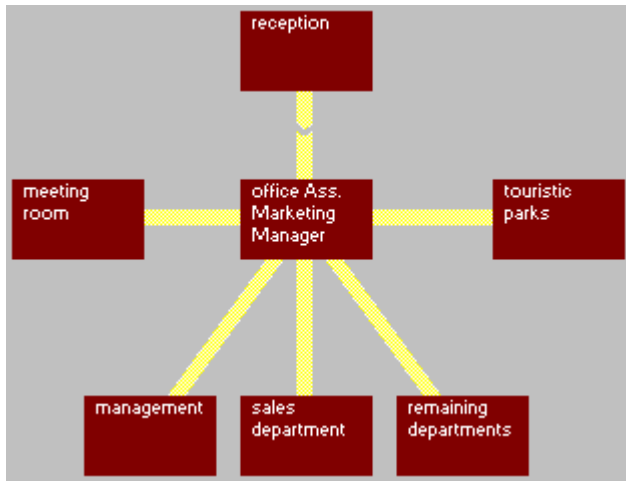 reception
meeting
room
office Ass.
Marketing
Manager
touristic
parks
management
sales
department
remaining
departments